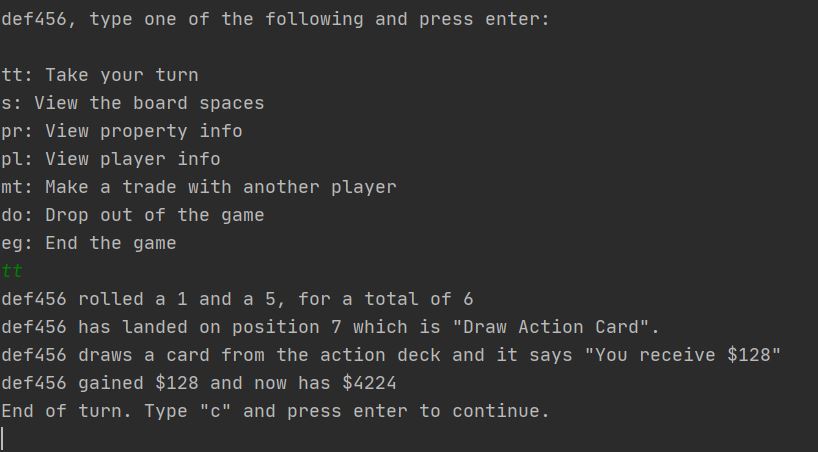 def456, type one of the following and press enter:
tt: Take your turn
s: View the board spaces
pr: View property info
pl: View player info
mt: Make a trade with another player
do: Drop out of the game
eg: End the game
tt
def456 rolled a 1 and a 5, for a total of 6
def456 has landed on position 7 which is "Draw Action Card".
def456 draws a card from the action deck and it says "You receive $128"
def456 gained $128 and now has $4224
End of turn. Type "c" and press enter to continue.